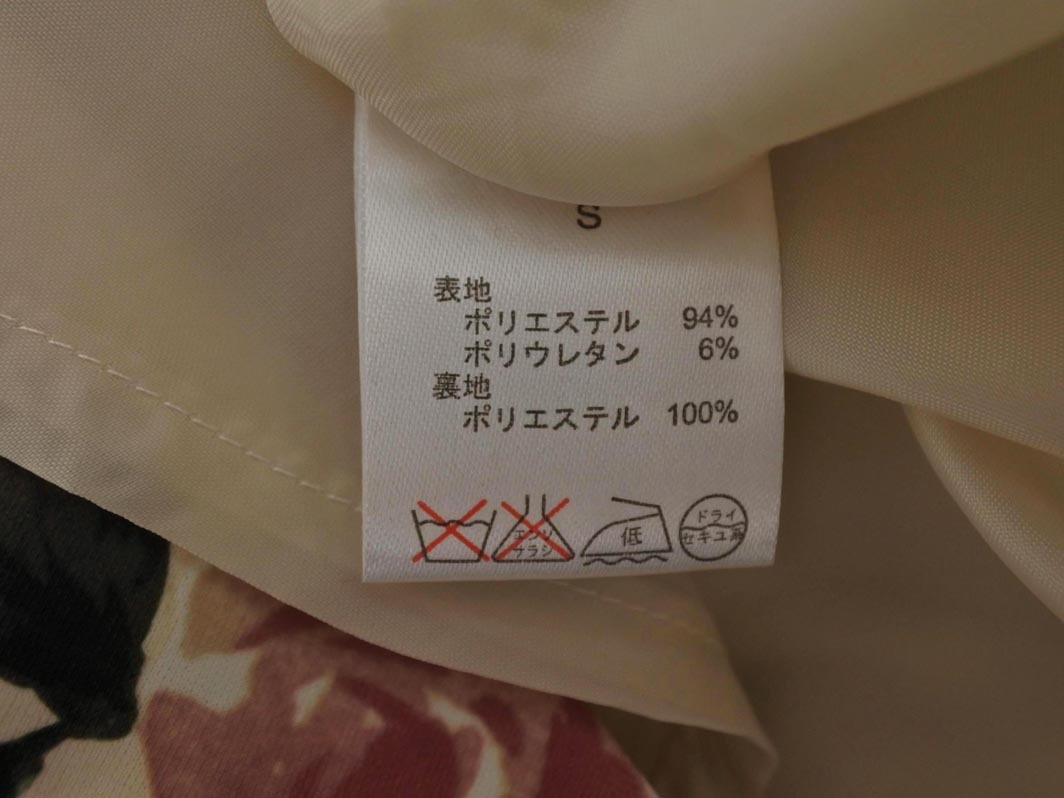 S
表地
ポリエステル 94%
ポリウレタン 6%
裏地
ポリエステル 100%
エンソ
サラシ
低
ドライ
セキユ系